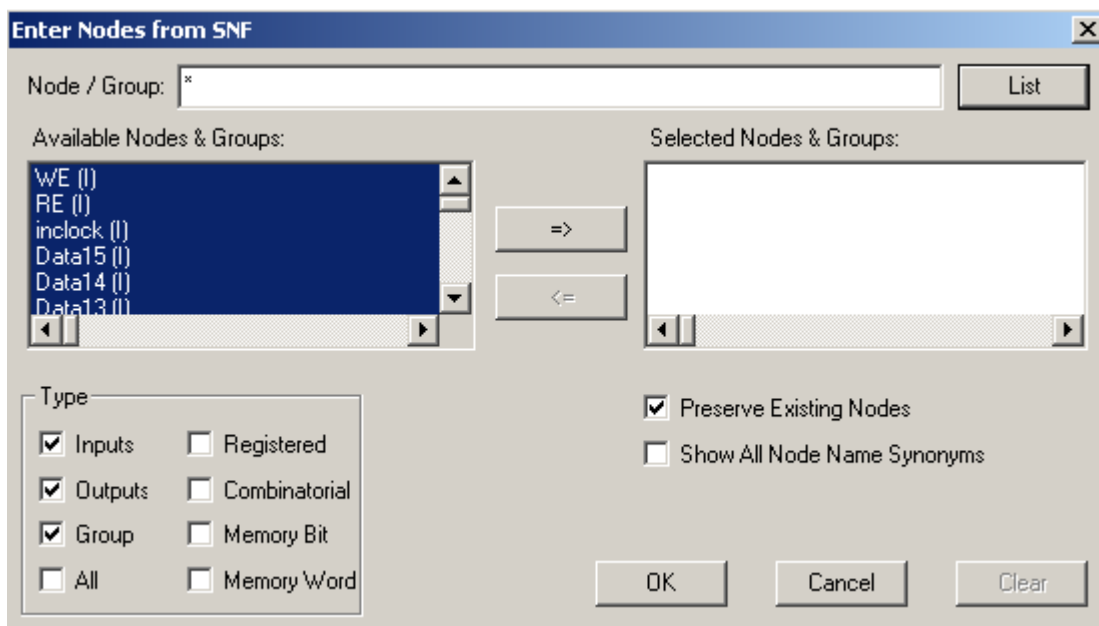 Enter Nodes from SNF
Node / Group: *
List
Available Nodes & Groups:
Selected Nodes & Groups:
WE (I)
RE (I)
inclock (I)
Data15 (I)
Data14 (I)
Data13 (I)
=>
<=
Type
Inputs
Registered
Outputs
Combinatorial
Group
Memory Bit
All
Memory Word
Preserve Existing Nodes
Show All Node Name Synonyms
OK
Cancel
Clear